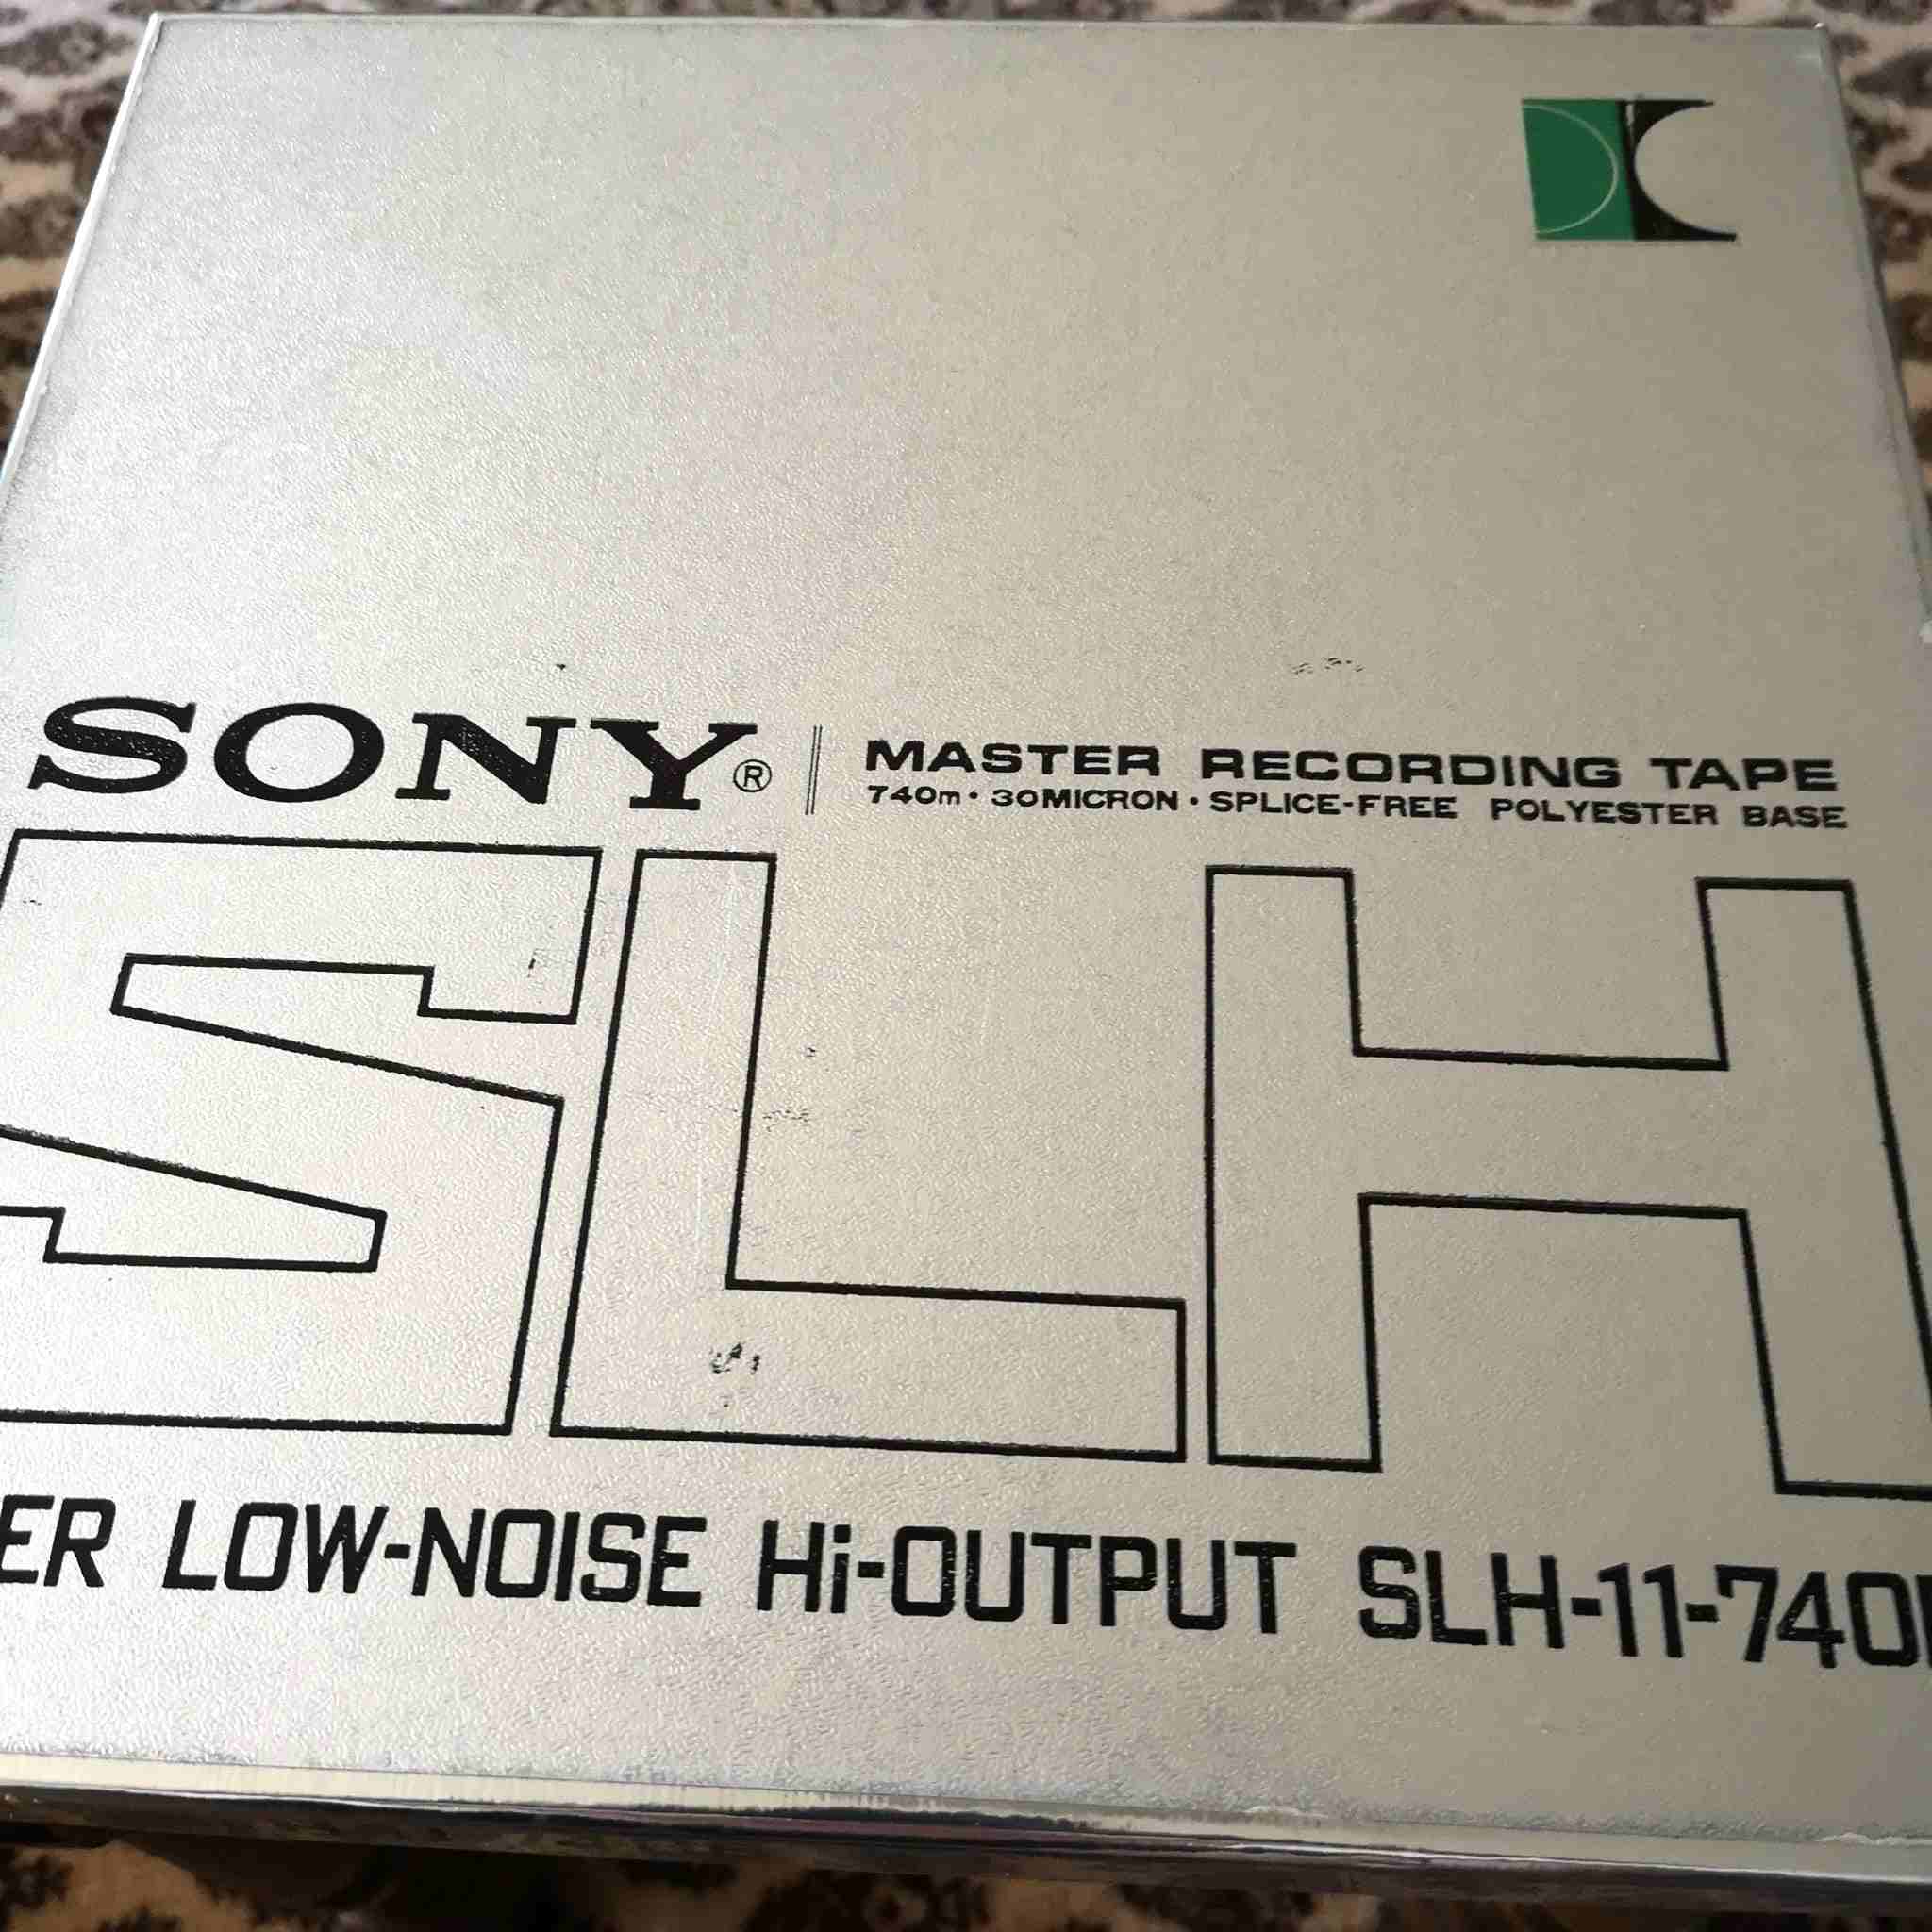 SONY® MASTER RECORDING TAPE
740m • 30MICRON • SPLICE-FREE POLYESTER BASE
SLH
ER LOW-NOISE Hi-OUTPUT SLH-11-740